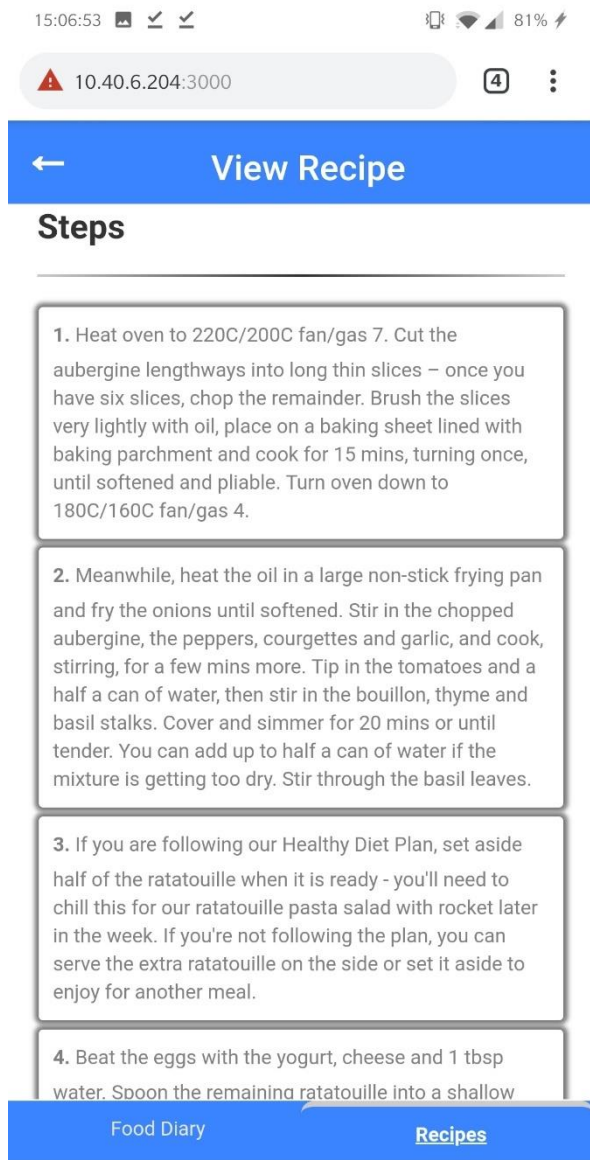 15:06:53
81%
10.40.6.204:3000
4
View Recipe
Steps
1. Heat oven to 220C/200C fan/gas 7. Cut the
aubergine lengthways into long thin slices – once you
have six slices, chop the remainder. Brush the slices
very lightly with oil, place on a baking sheet lined with
baking parchment and cook for 15 mins, turning once,
until softened and pliable. Turn oven down to
180C/160C fan/gas 4.
2. Meanwhile, heat the oil in a large non-stick frying pan
and fry the onions until softened. Stir in the chopped
aubergine, the peppers, courgettes and garlic, and cook,
stirring, for a few mins more. Tip in the tomatoes and a
half a can of water, then stir in the bouillon, thyme and
basil stalks. Cover and simmer for 20 mins or until
tender. You can add up to half a can of water if the
mixture is getting too dry. Stir through the basil leaves.
3. If you are following our Healthy Diet Plan, set aside
half of the ratatouille when it is ready - you'll need to
chill this for our ratatouille pasta salad with rocket later
in the week. If you're not following the plan, you can
serve the extra ratatouille on the side or set it aside to
enjoy for another meal.
4. Beat the eggs with the yogurt, cheese and 1 tbsp
water. Spoon the remaining ratatouille into a shallow
Food Diary
Recipes